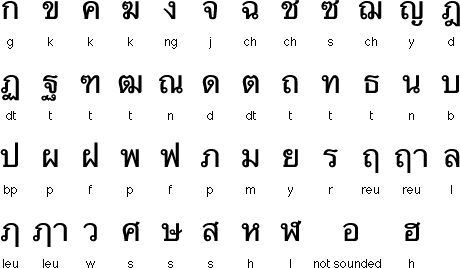 ก ข ค ฆ ง จ ฉ ช ซ ฌ ญ ฎ
g k k k ng j ch ch s ch y d
ฏ ฐ ฑ ฒ ณ ด ต ถ ท ธ น บ
dt t t t n d dt t t t n b
ป ผ ฝ พ ฟ ภ ม ย ร ฤ ฤา ล
bp p f p f p m y r reu reu l
ฦ ฦา ว ศ ษ ส ห ฬ อ ฮ
leu leu w s s s h l not sounded h